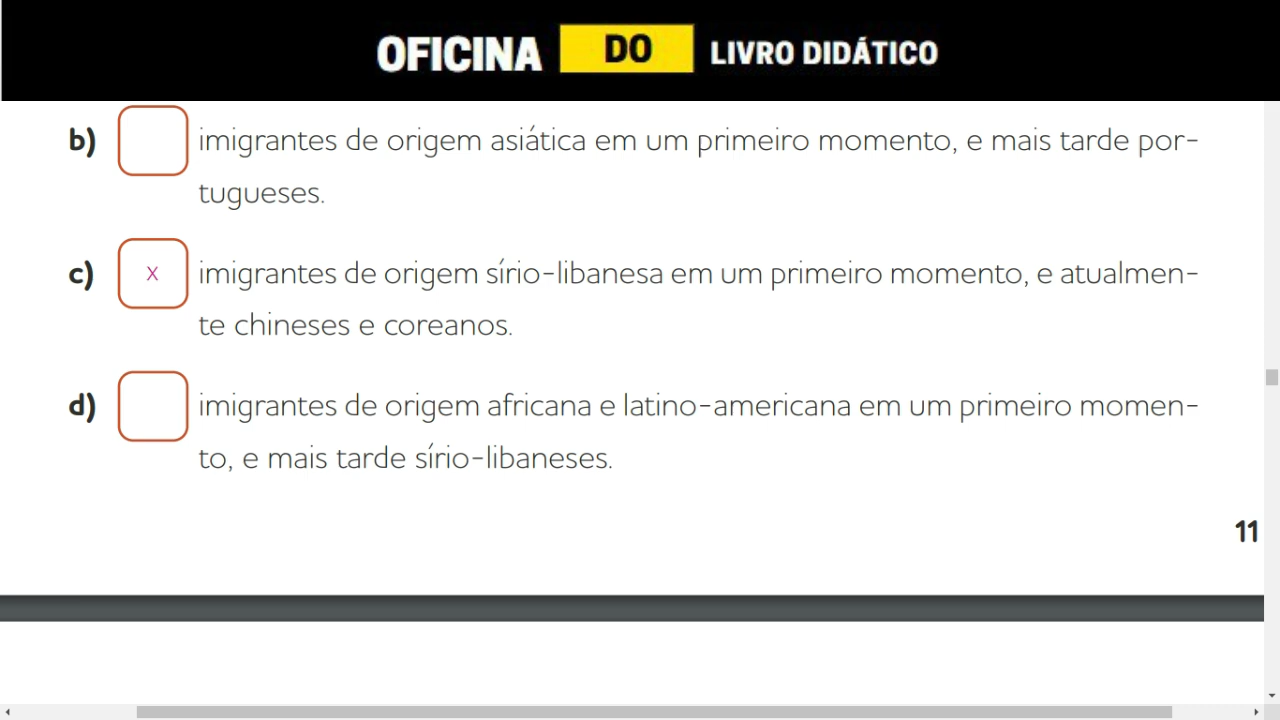 OFICINA DO LIVRO DIDÁTICO
b) imigrantes de origem asiática em um primeiro momento, e mais tarde por-
tugueses.
c) x imigrantes de origem sírio-libanesa em um primeiro momento, e atualmen-
te chineses e coreanos.
d) imigrantes de origem africana e latino-americana em um primeiro momen-
to, e mais tarde sírio-libaneses.
11